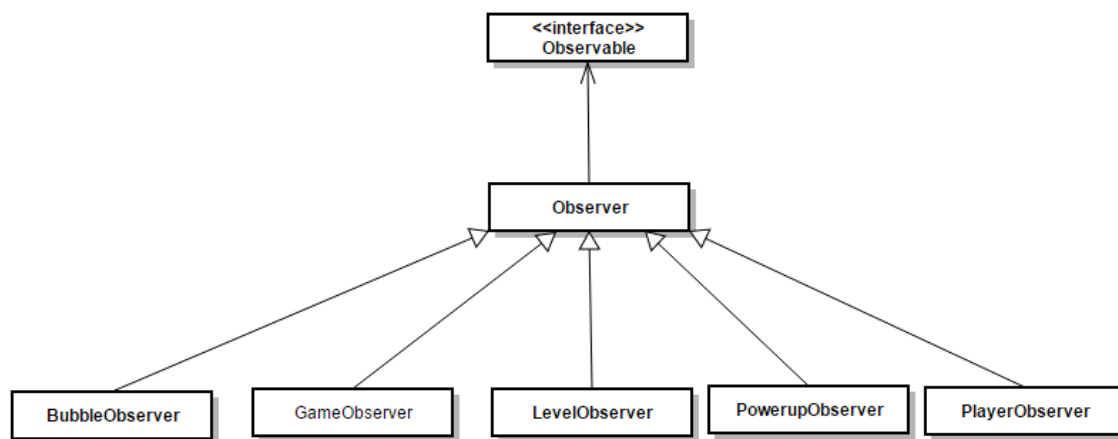 <<interface>>
Observable
Observer
BubbleObserver
GameObserver
LevelObserver
PowerupObserver
PlayerObserver